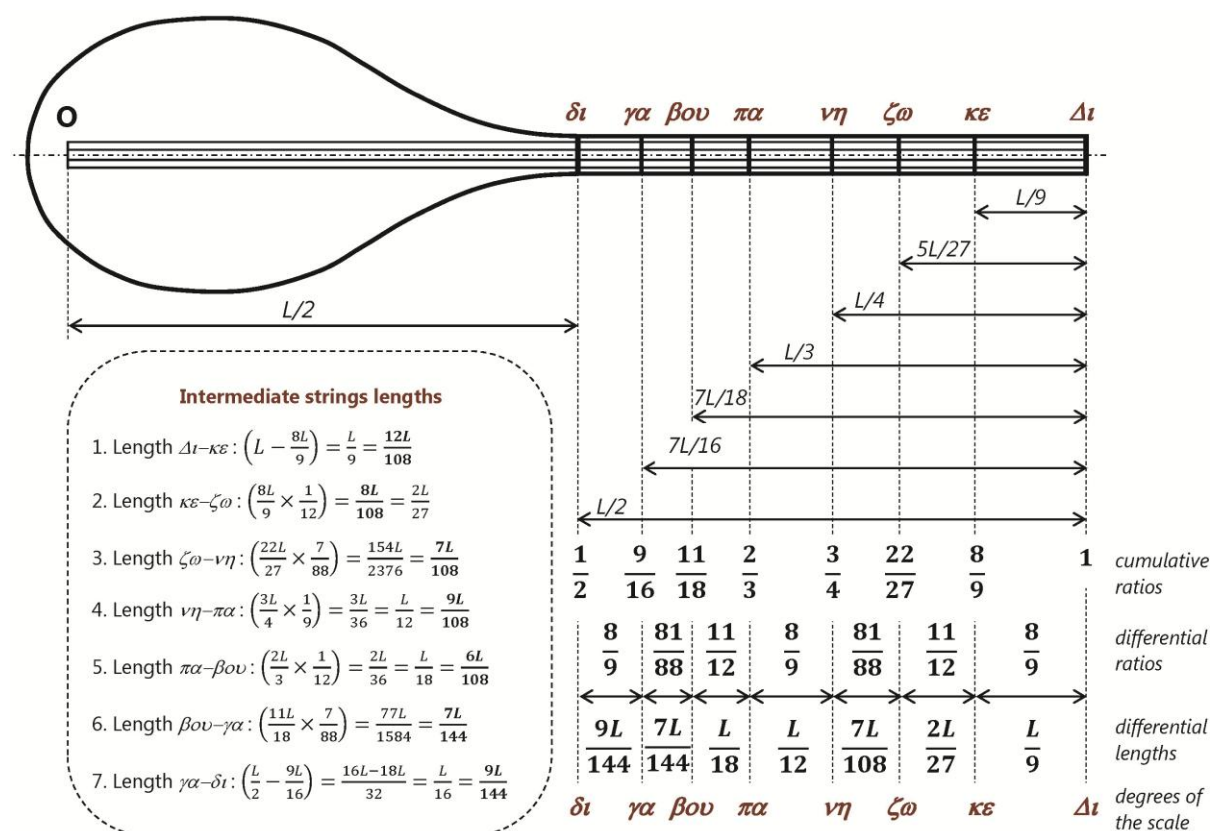 O
δι γα βου πα νη ζω κε Δι
L/9
5L/27
L/4
L/2
L/3
7L/18
7L/16
L/2
Intermediate strings lengths
1. Length Δι–κε: (L − 8L/9) = L/9 = 12L/108
2. Length κε–ζω: (8L/9 × 1/12) = 8L/108 = 2L/27
3. Length ζω–νη: (22L/27 × 7/88) = 154L/2376 = 7L/108
4. Length νη–πα: (3L/4 × 1/9) = 3L/36 = L/12 = 9L/108
5. Length πα–βου: (2L/3 × 1/12) = 2L/36 = L/18 = 6L/108
6. Length βου–γα: (11L/18 × 7/88) = 77L/1584 = 7L/144
7. Length γα–δι: (L/2 − 9L/16) = 16L−18L/32 = L/16 = 9L/144
1/2 9/16 11/18 2/3 3/4 22/27 8/9 1 cumulative
ratios
8/9 81/88 11/12 8/9 81/88 11/12 8/9 differential
ratios
9L/144 7L/144 L/18 L/12 7L/108 2L/27 L/9 differential
lengths
δι γα βου πα νη ζω κε Δι degrees of
the scale